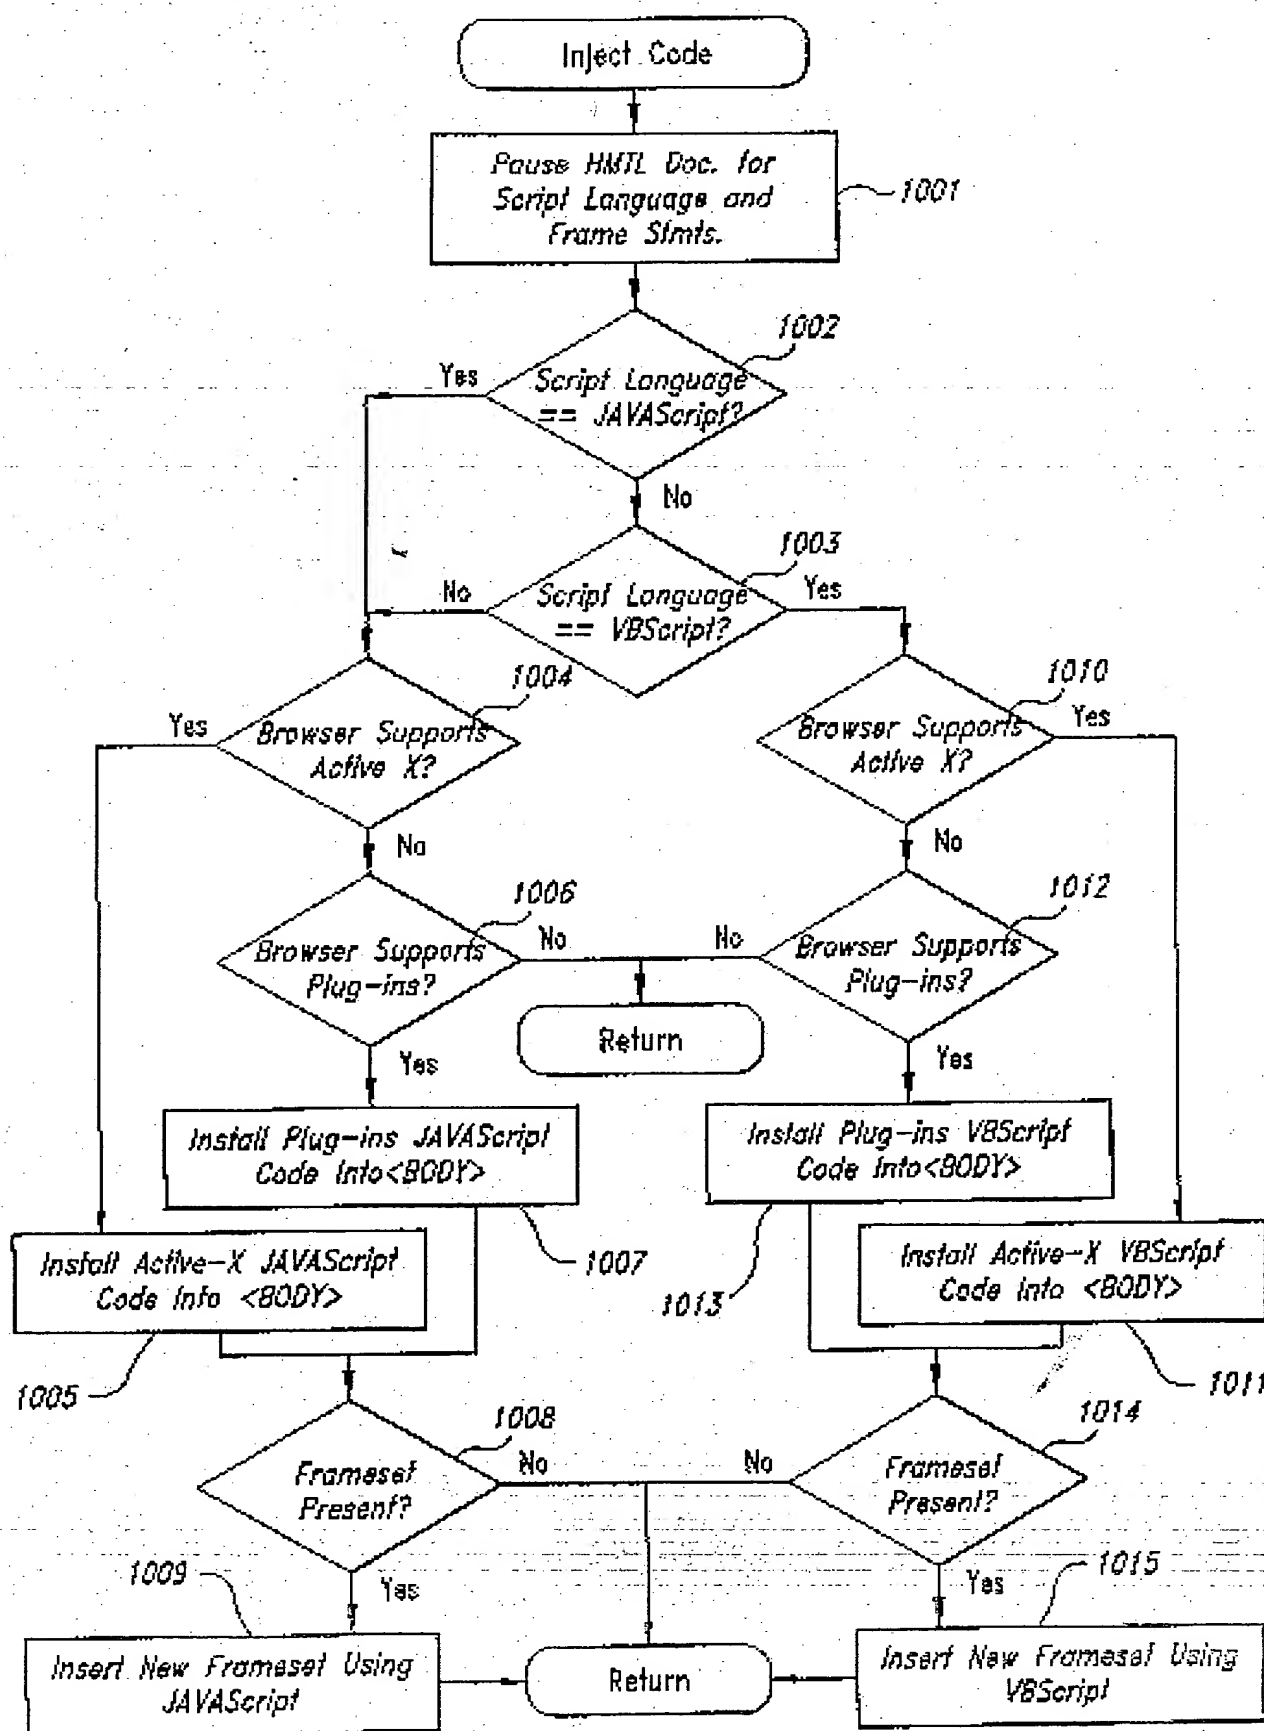 Inject Code
Pause HMTL Doc. for
Script Language and
Frame Stmts.
1001
1002
Yes
Script Language
== JAVAScript?
No
1003
No
Script Language
== VBScript?
Yes
1004
Yes
Browser Supports
Active X?
No
1010
Browser Supports
Active X?
Yes
No
1006
Browser Supports
Plug-ins?
No
No
1012
Browser Supports
Plug-ins?
Return
Yes
Yes
Install Plug-ins JAVAScript
Code Into<BODY>
Install Plug-ins VBScript
Code Into<BODY>
1007
1013
Install Active-X JAVAScript
Code Into <BODY>
Install Active-X VBScript
Code Into <BODY>
1005
1011
1008
Frameset
Present?
No
No
1014
Frameset
Present?
1009
Yes
Yes
1015
Insert New Frameset Using
JAVAScript
Return
Insert New Frameset Using
VBScript